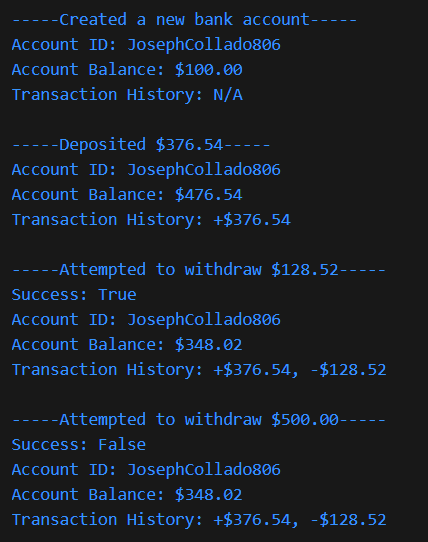 -----Created a new bank account-----
Account ID: JosephCollado806
Account Balance: $100.00
Transaction History: N/A

-----Deposited $376.54-----
Account ID: JosephCollado806
Account Balance: $476.54
Transaction History: +$376.54

-----Attempted to withdraw $128.52-----
Success: True
Account ID: JosephCollado806
Account Balance: $348.02
Transaction History: +$376.54, -$128.52

-----Attempted to withdraw $500.00-----
Success: False
Account ID: JosephCollado806
Account Balance: $348.02
Transaction History: +$376.54, -$128.52